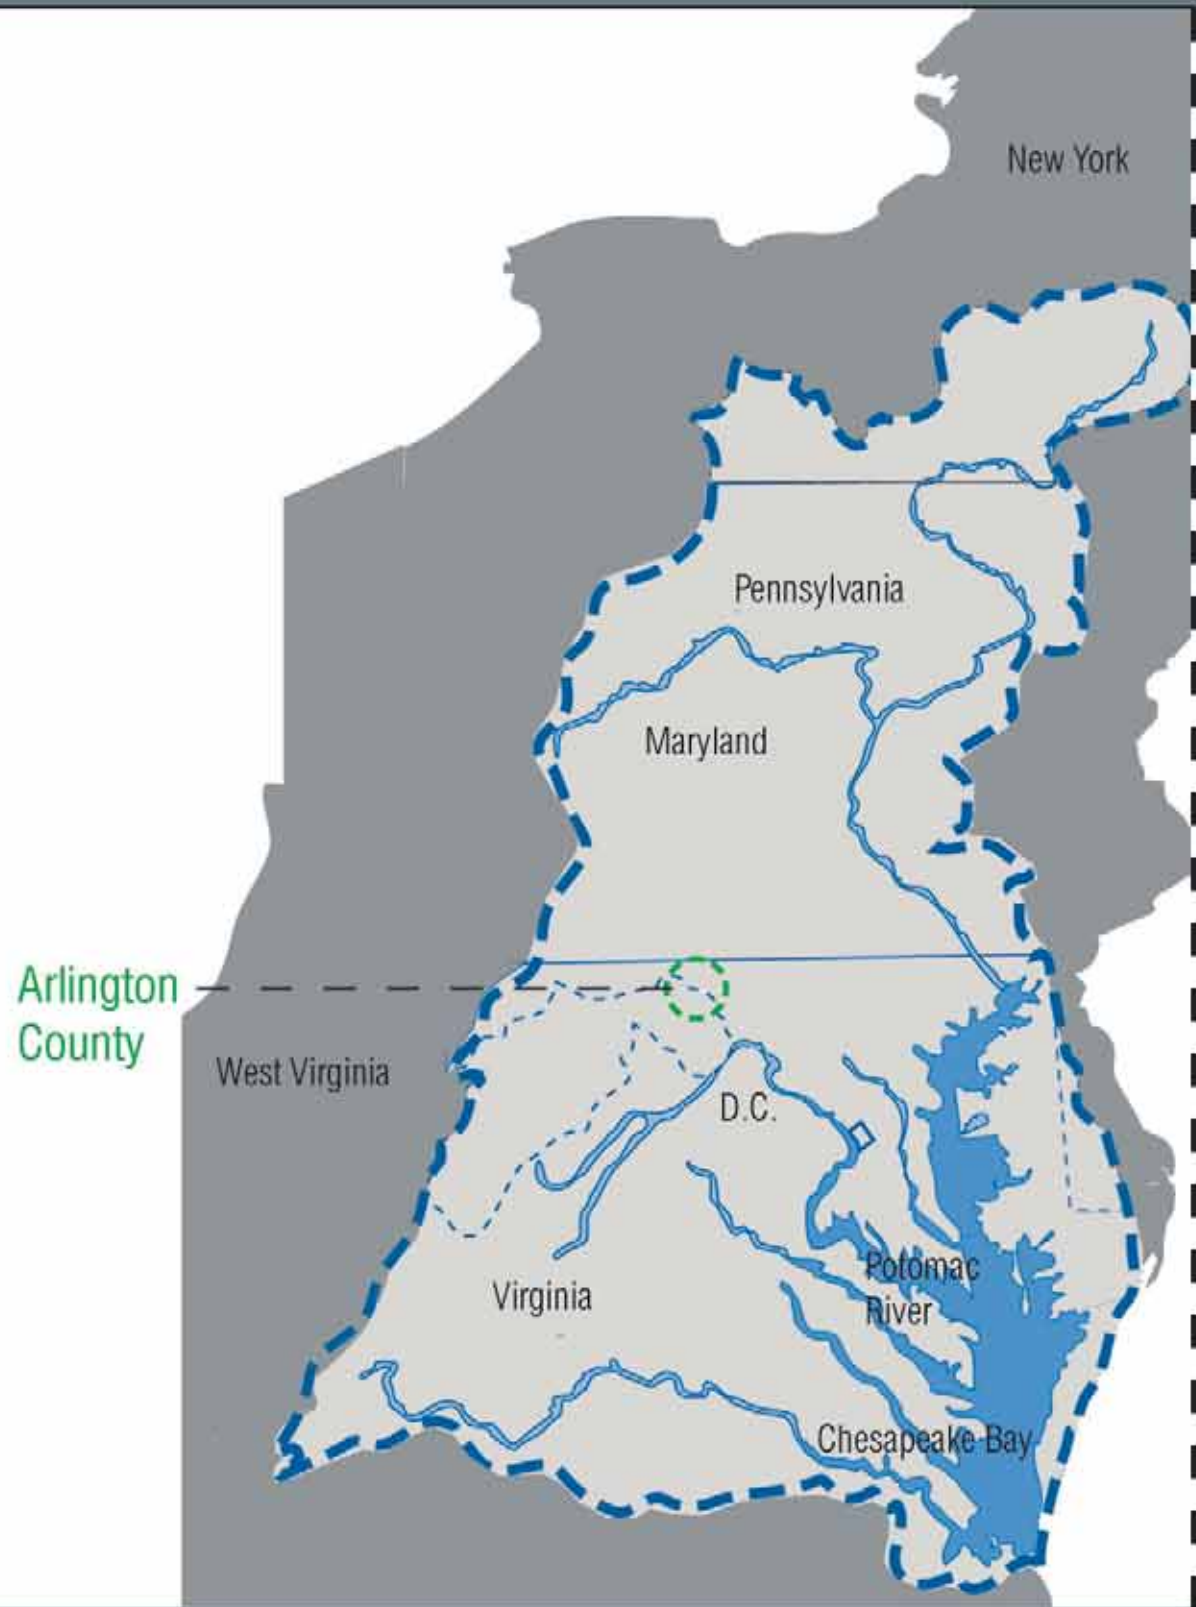 New York
Pennsylvania
Maryland
Arlington
County
West Virginia
D.C.
Potomac
River
Virginia
Chesapeake Bay